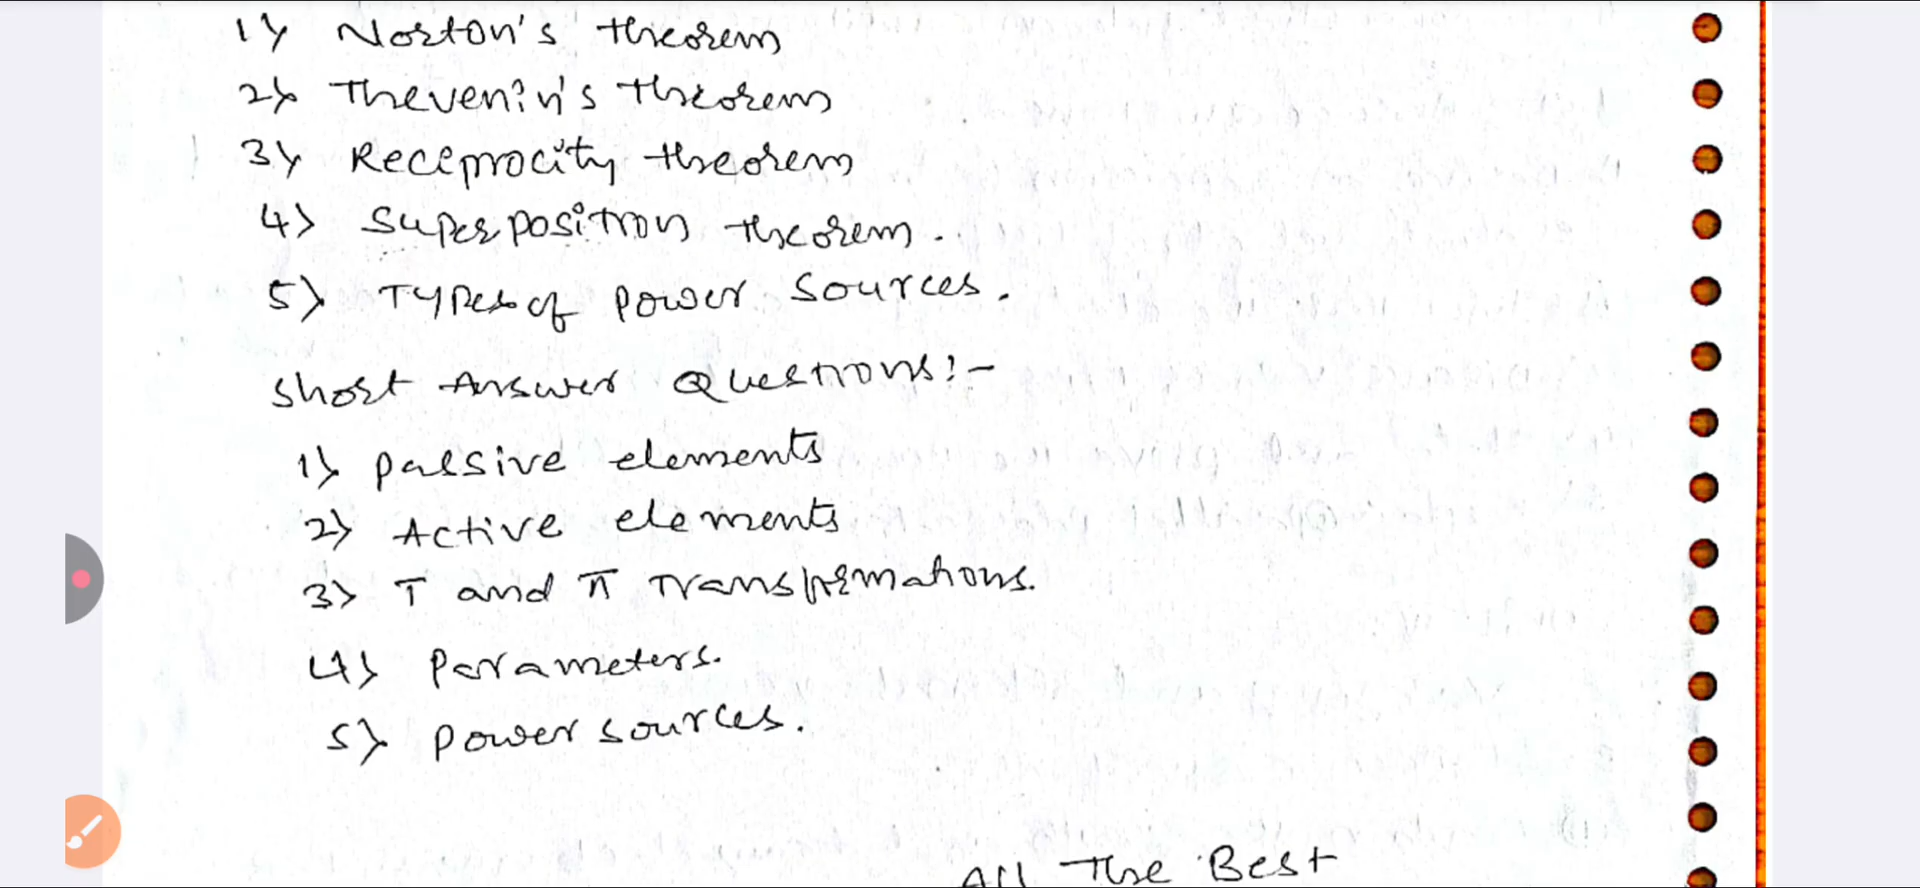 1) Norton's theorem
2) Thevenin's theorem
3) Reciprocity theorem
4) Superposition theorem.
5) Types of power sources.
Short Answer Questions:-
1) passive elements
2) Active elements
3) T and π Transformations.
4) Parameters.
5) power sources.
All The Best